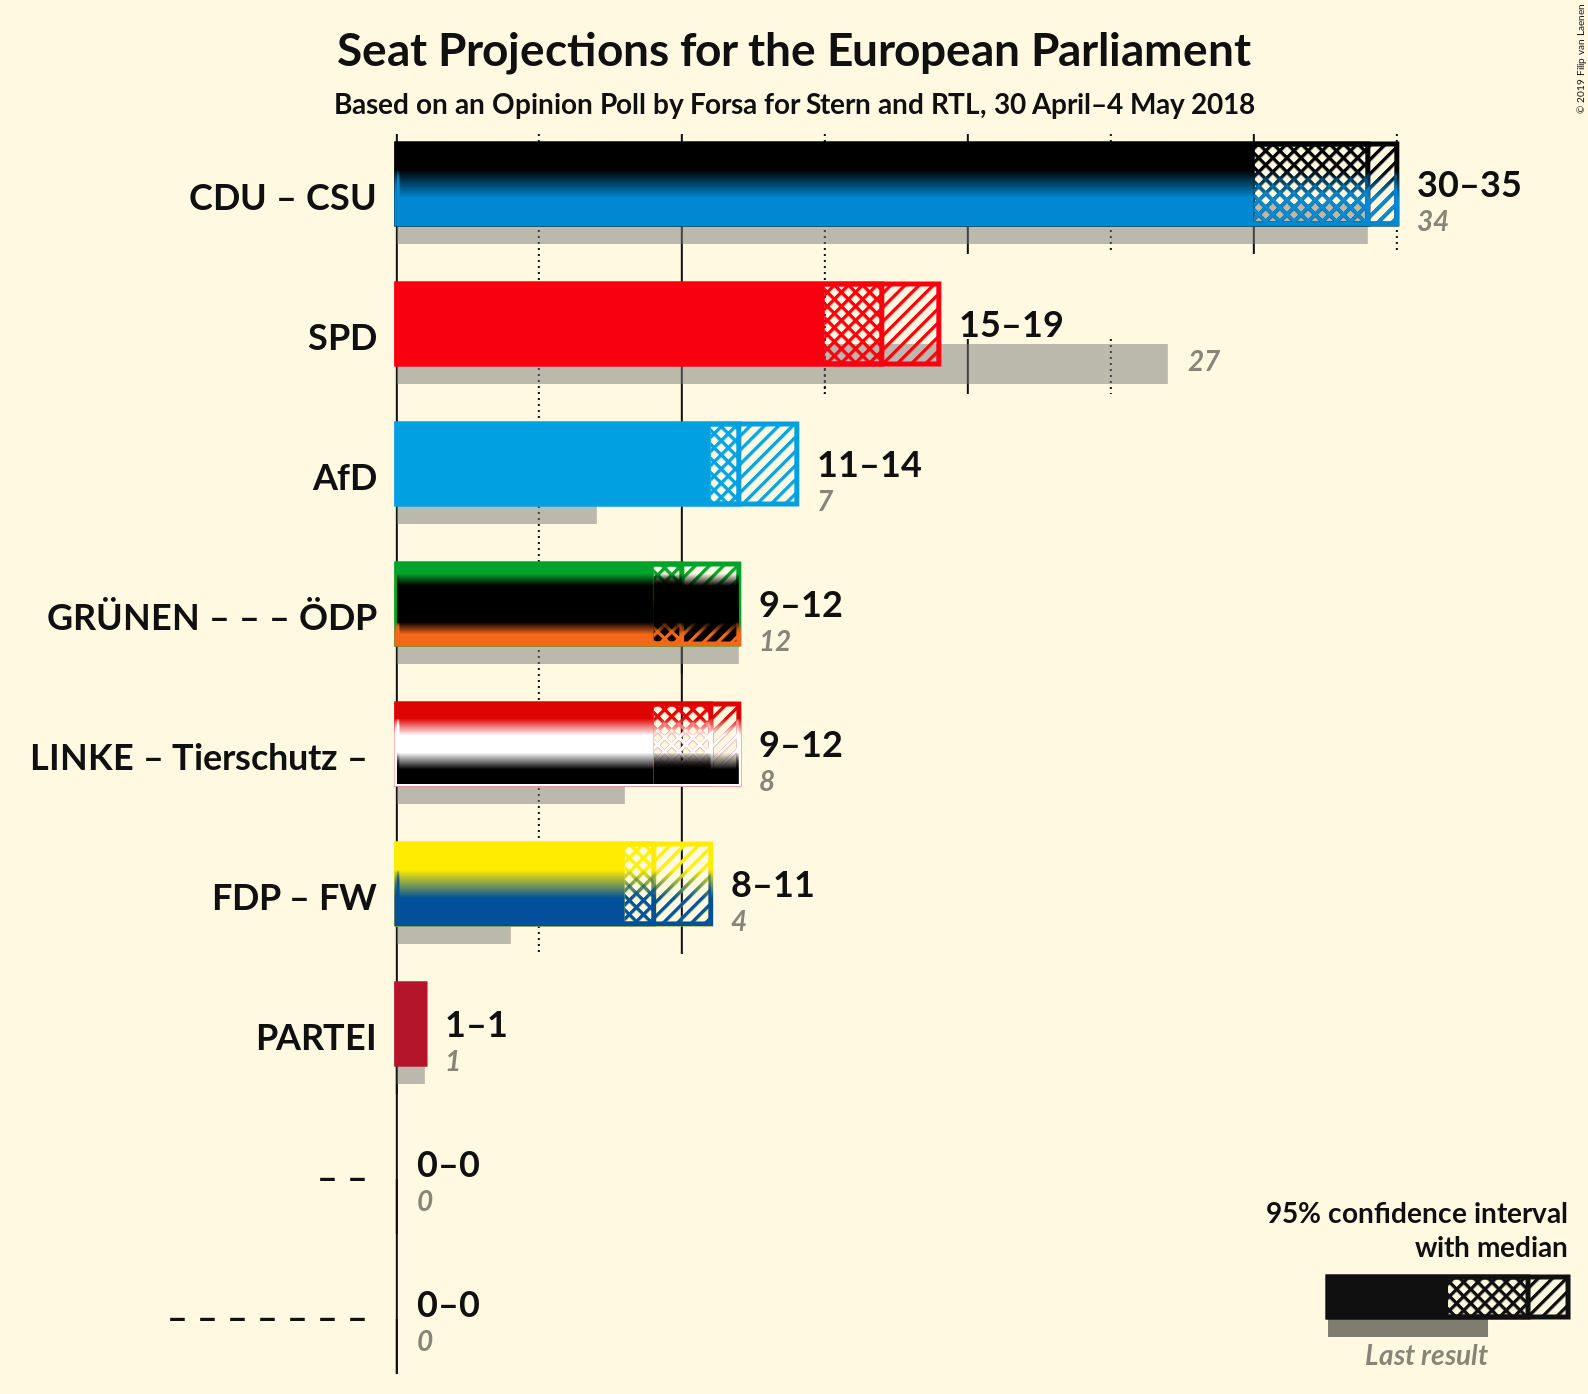 Seat Projections for the European Parliament
Based on an Opinion Poll by Forsa for Stern and RTL, 30 April–4 May 2018
© 2019 Filip van Laenen
CDU – CSU
30–35
34
SPD
15–19
27
AfD
11–14
7
GRÜNEN – – – ÖDP
9–12
12
LINKE – Tierschutz –
9–12
8
FDP – FW
8–11
4
PARTEI
1–1
1
– –
0–0
0
– – – – – – –
0–0
0
95% confidence interval
with median
Last result